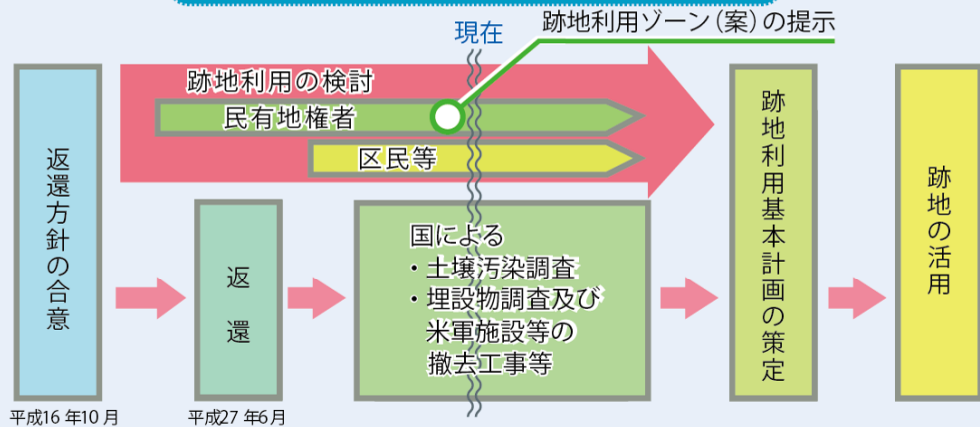 現在
跡地利用ゾーン（案）の提示
返還方針の合意
平成16年10月
跡地利用の検討
民有地権者
区民等
返還
平成27年6月
国による
・土壌汚染調査
・埋設物調査及び
米軍施設等の
撤去工事等
跡地利用基本計画の策定
跡地の活用